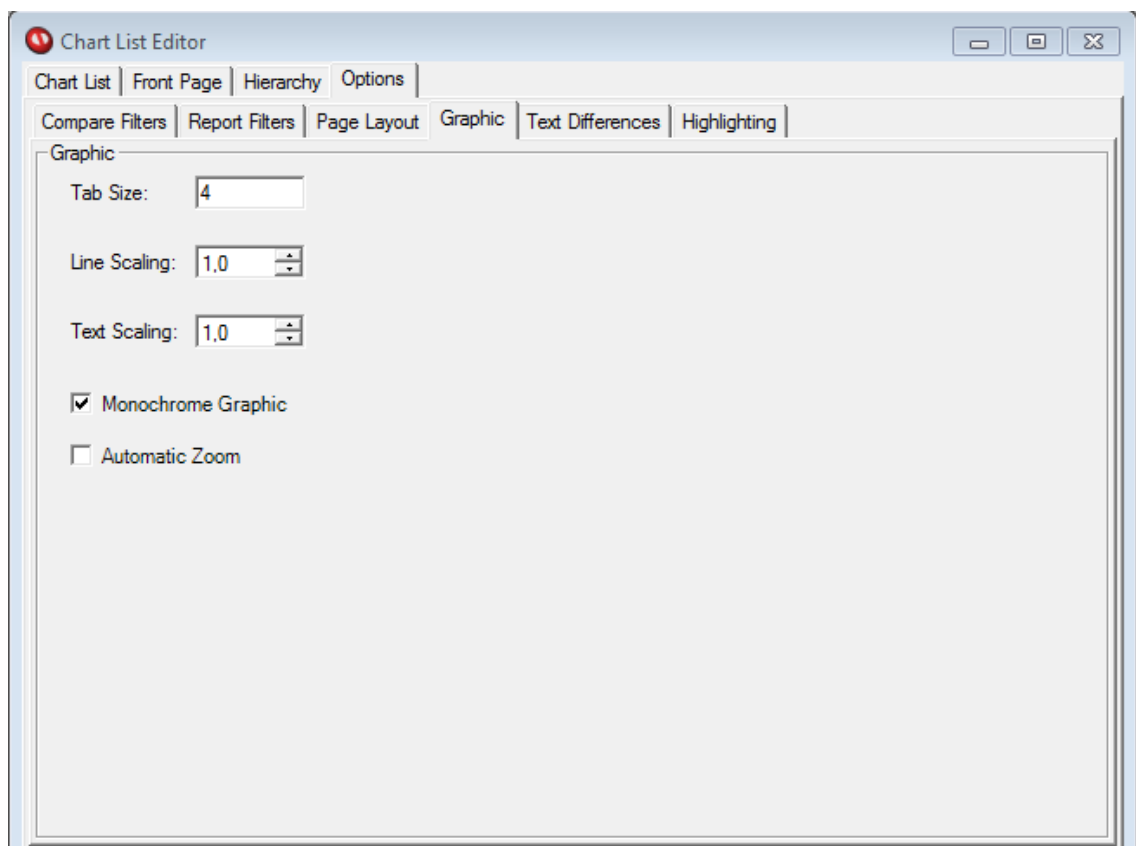 Chart List Editor
Chart List Front Page Hierarchy Options
Compare Filters Report Filters Page Layout Graphic Text Differences Highlighting
Graphic
Tab Size: 4
Line Scaling: 1,0
Text Scaling: 1,0
Monochrome Graphic
Automatic Zoom